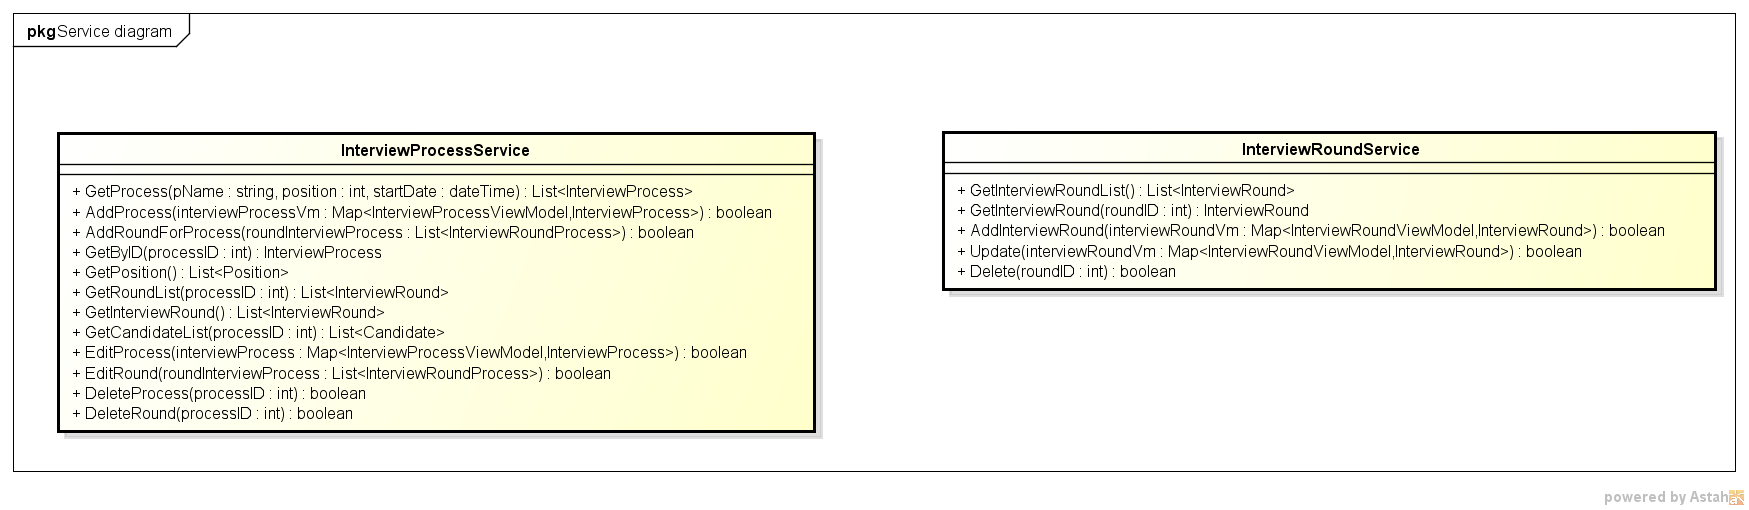 pkg Service diagram
InterviewProcessService
+ GetProcess(pName : string, position : int, startDate : dateTime) : List<InterviewProcess>
+ AddProcess(interviewProcessVm : Map<InterviewProcessViewModel,InterviewProcess>) : boolean
+ AddRoundForProcess(roundInterviewProcess : List<InterviewRoundProcess>) : boolean
+ GetByID(processID : int) : InterviewProcess
+ GetPosition() : List<Position>
+ GetRoundList(processID : int) : List<InterviewRound>
+ GetInterviewRound() : List<InterviewRound>
+ GetCandidateList(processID : int) : List<Candidate>
+ EditProcess(interviewProcess : Map<InterviewProcessViewModel,InterviewProcess>) : boolean
+ EditRound(roundInterviewProcess : List<InterviewRoundProcess>) : boolean
+ DeleteProcess(processID : int) : boolean
+ DeleteRound(processID : int) : boolean
InterviewRoundService
+ GetInterviewRoundList() : List<InterviewRound>
+ GetInterviewRound(roundID : int) : InterviewRound
+ AddInterviewRound(interviewRoundVm : Map<InterviewRoundViewModel,InterviewRound>) : boolean
+ Update(interviewRoundVm : Map<InterviewRoundViewModel,InterviewRound>) : boolean
+ Delete(roundID : int) : boolean
powered by Astah